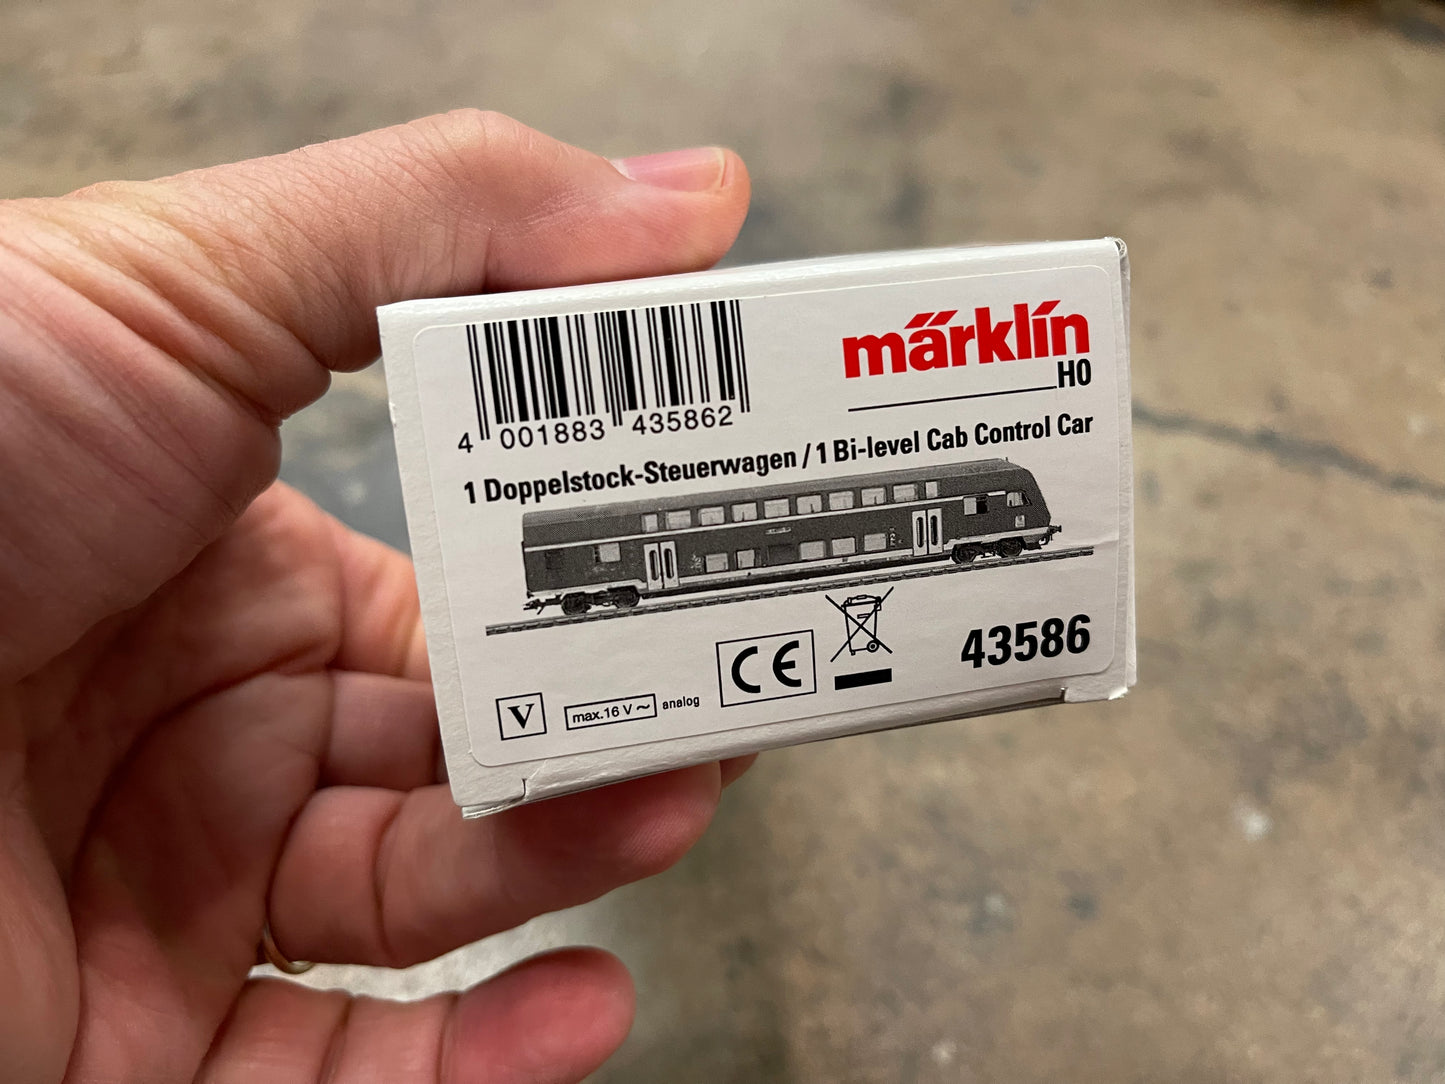 märklin
H0
4 001883 435862
1 Doppelstock-Steuerwagen / 1 Bi-level Cab Control Car
43586
V max.16 V ~ analog CE